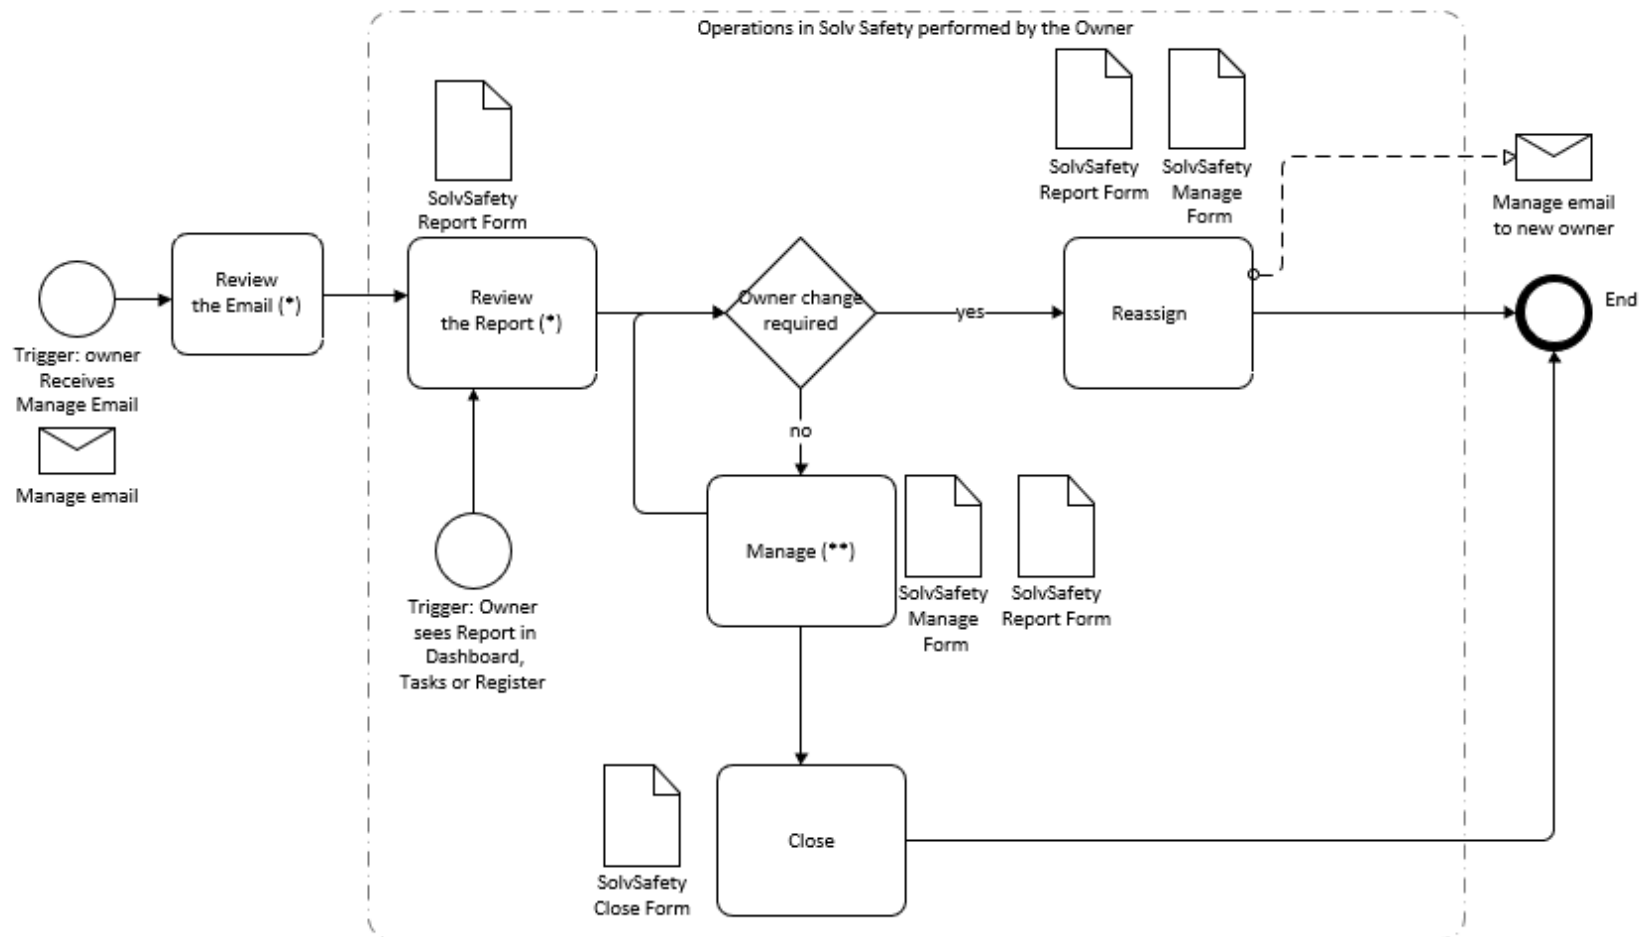 Operations in Solv Safety performed by the Owner
SolvSafety
Report Form
SolvSafety
Report Form
SolvSafety
Manage
Form
Manage email
to new owner
Trigger: owner
Receives
Manage Email
Manage email
Review
the Email (*)
Review
the Report (*)
Owner change
required
yes
Reassign
End
no
Trigger: Owner
sees Report in
Dashboard,
Tasks or Register
Manage (**)
SolvSafety
Manage
Form
SolvSafety
Report Form
SolvSafety
Close Form
Close